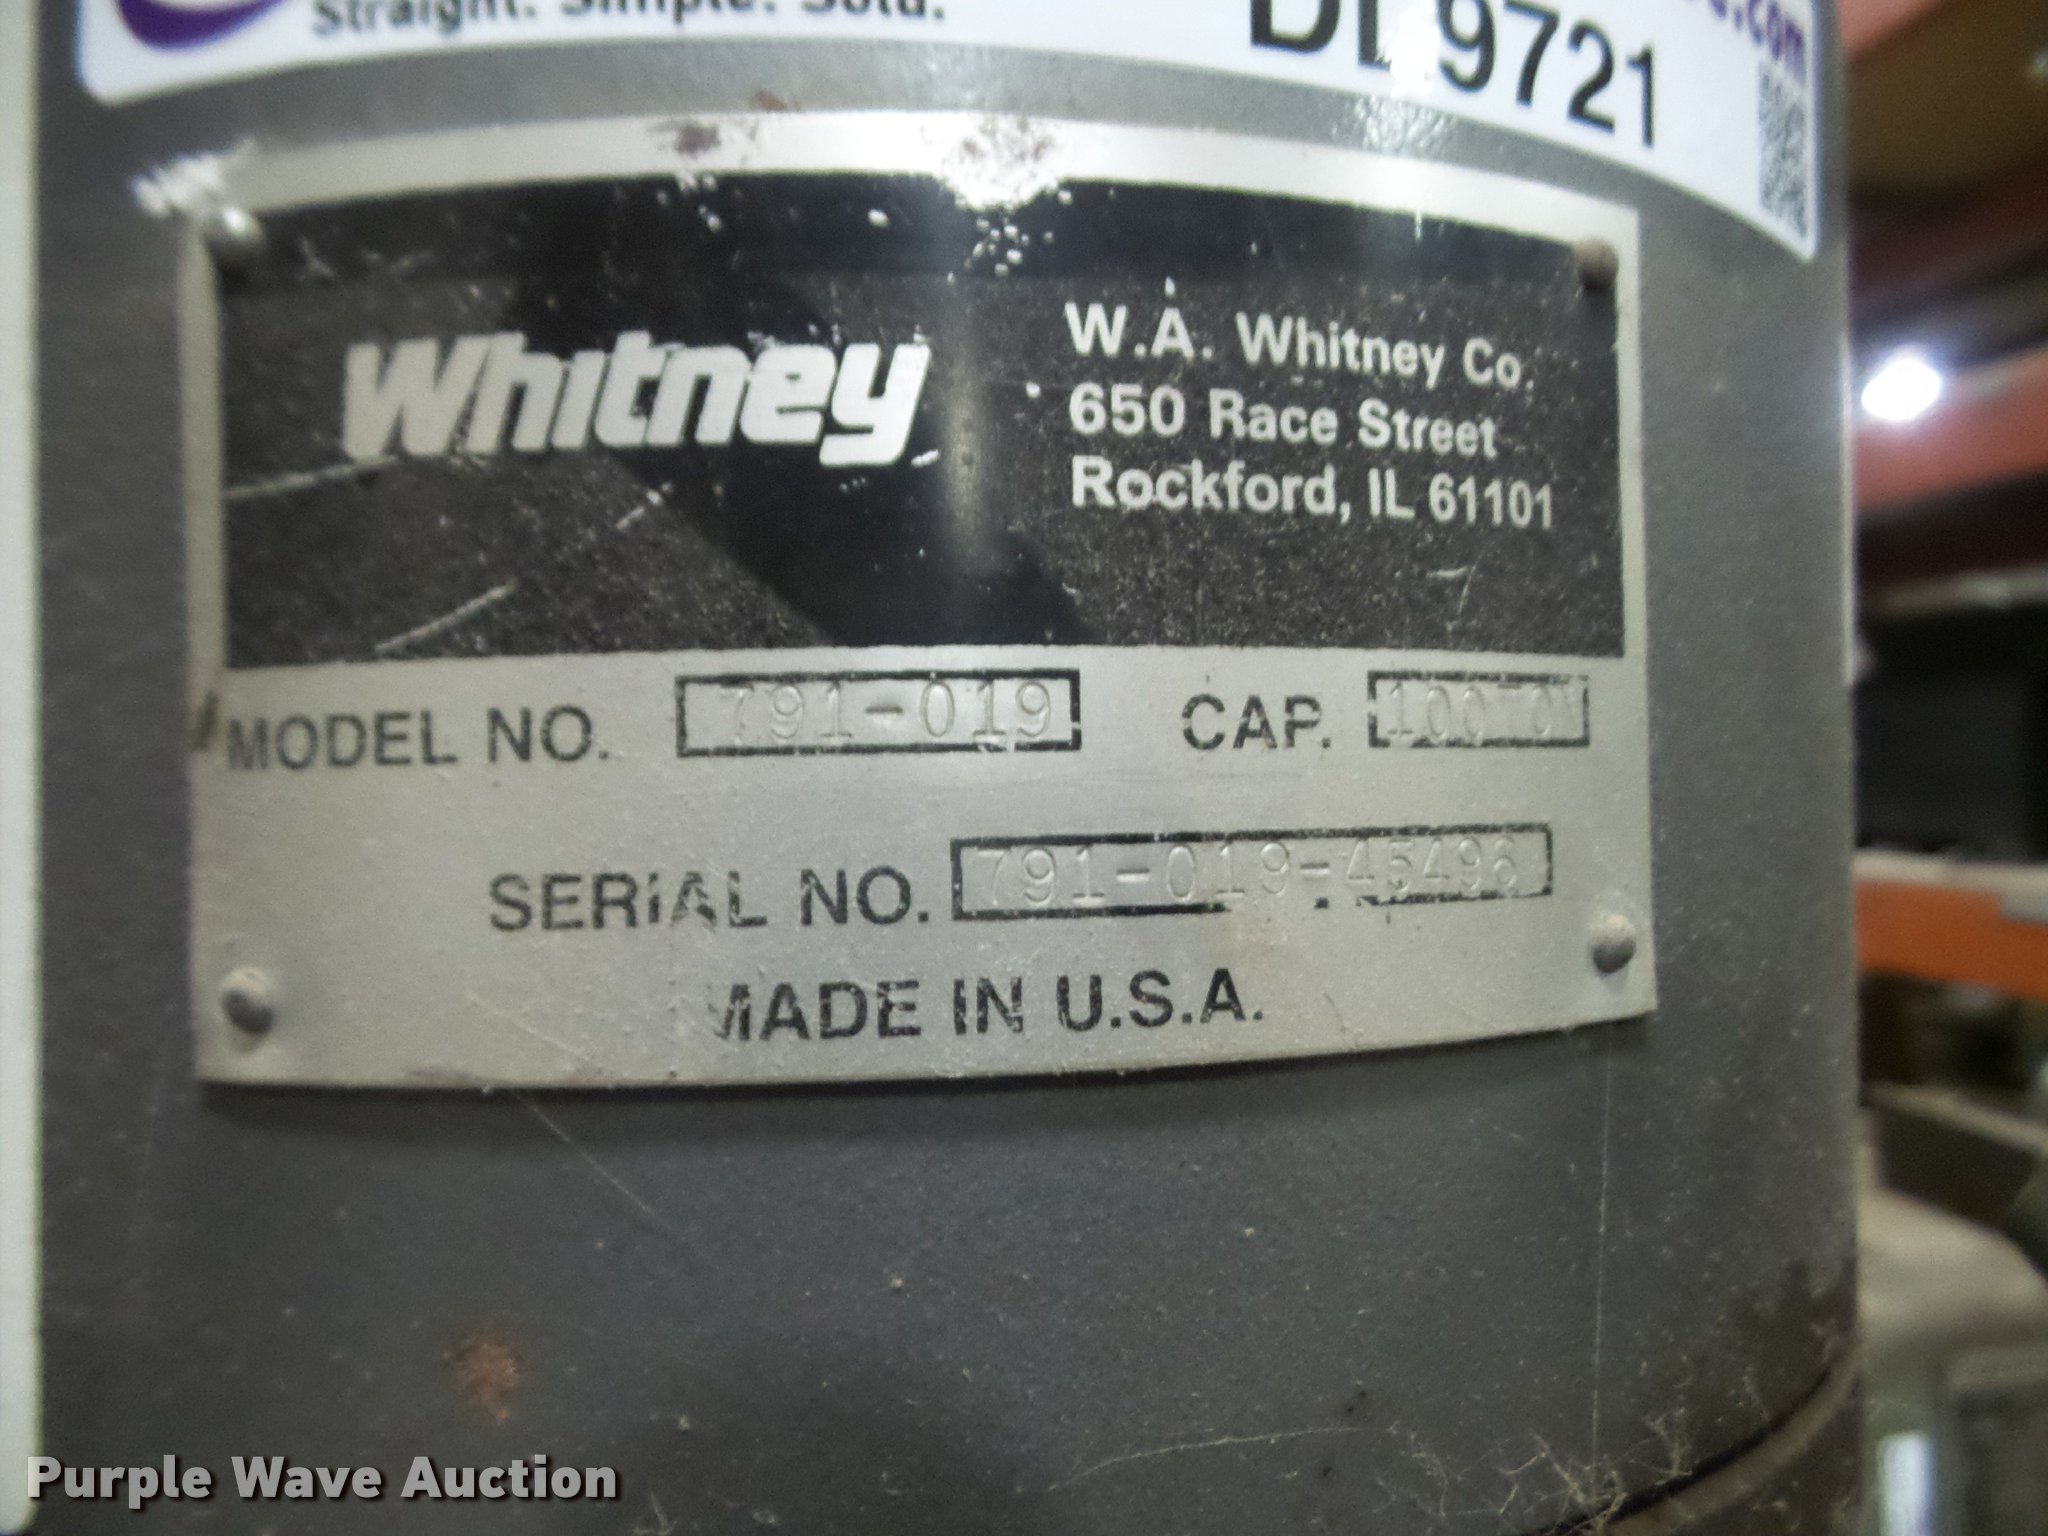 Straight. Simple. Sold.
DL9721
Whitney
W.A. Whitney Co.
650 Race Street
Rockford, IL 61101
MODEL NO. 791-019 CAP. 100TON
SERIAL NO. 791-019-45496
MADE IN U.S.A.
Purple Wave Auction